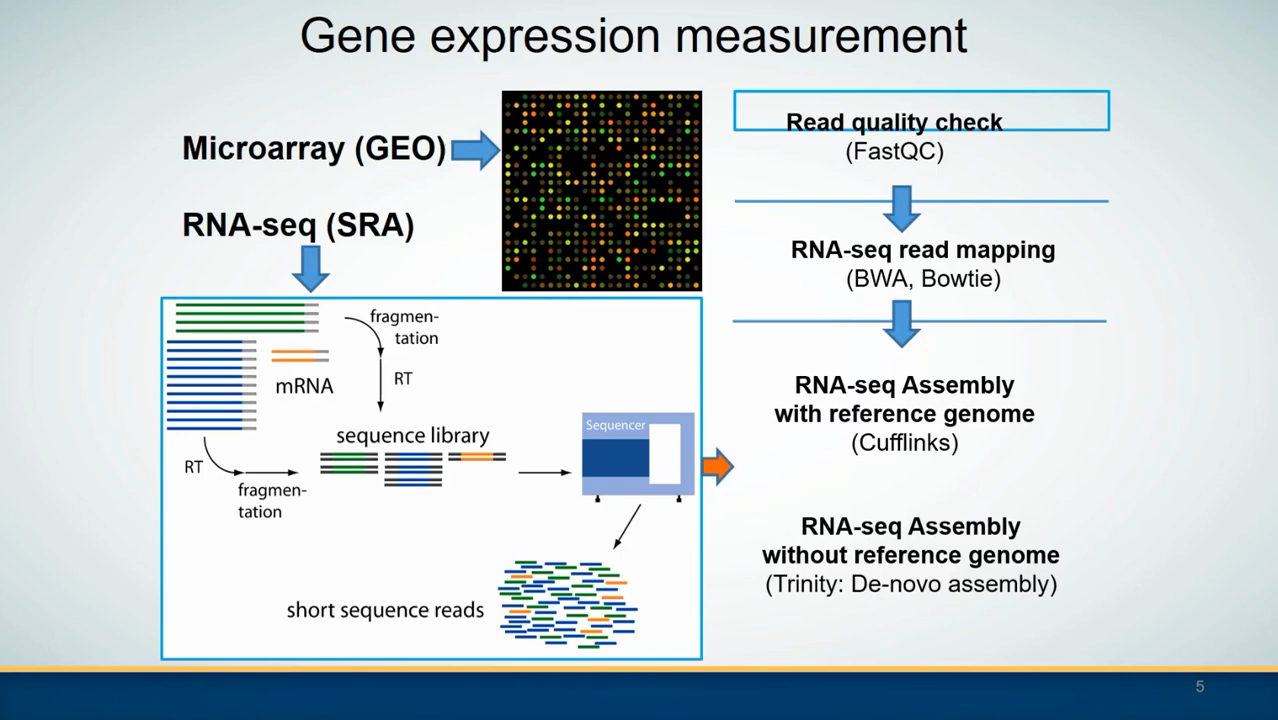 Gene expression measurement
Microarray (GEO)
RNA-seq (SRA)
fragmen-
tation
RT
mRNA
sequence library
RT
fragmen-
tation
Sequencer
short sequence reads
Read quality check
(FastQC)
RNA-seq read mapping
(BWA, Bowtie)
RNA-seq Assembly
with reference genome
(Cufflinks)
RNA-seq Assembly
without reference genome
(Trinity: De-novo assembly)
5